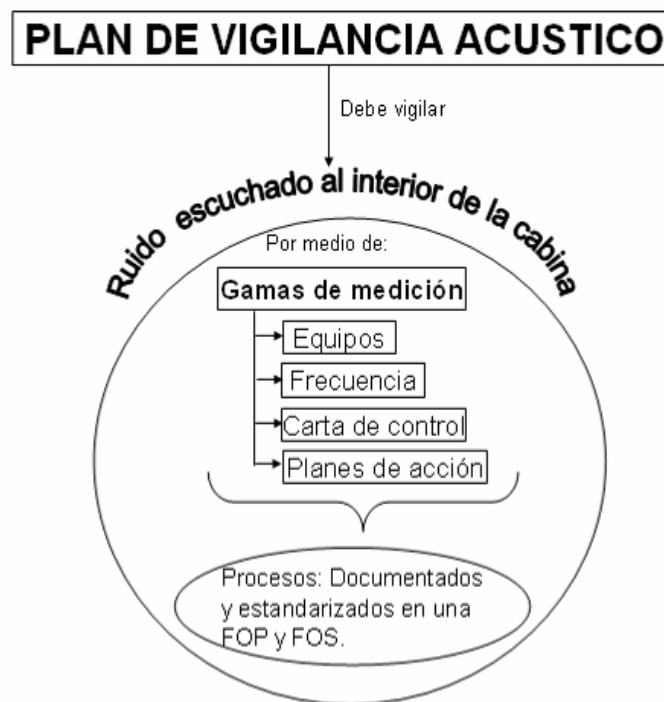 PLAN DE VIGILANCIA ACUSTICO
Debe vigilar
Ruido escuchado al interior de la cabina
Por medio de:
Gamas de medición
Equipos
Frecuencia
Carta de control
Planes de acción
Procesos: Documentados
y estandarizados en una
FOP y FOS.